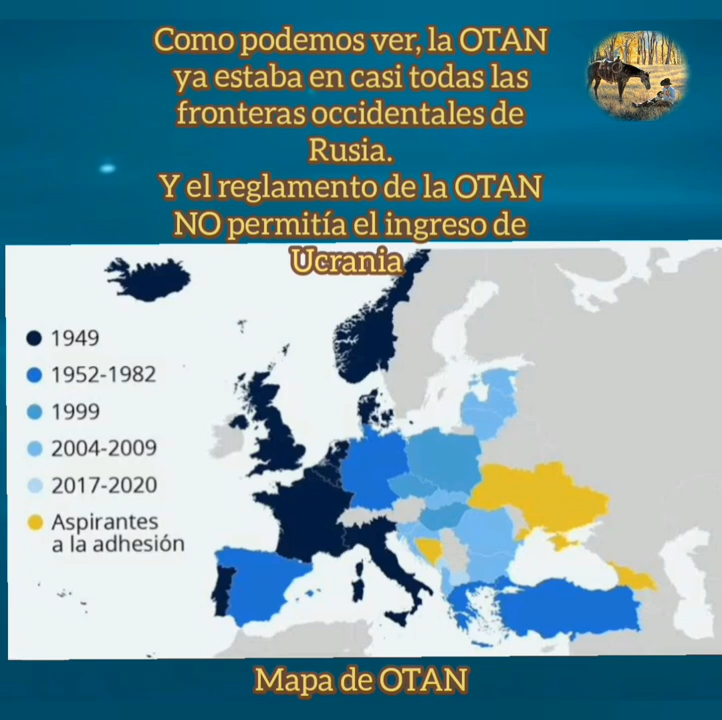 Como podemos ver, la OTAN
ya estaba en casi todas las
fronteras occidentales de
Rusia.
Y el reglamento de la OTAN
NO permitía el ingreso de
Ucrania
1949
1952-1982
1999
2004-2009
2017-2020
Aspirantes
a la adhesión
Mapa de OTAN